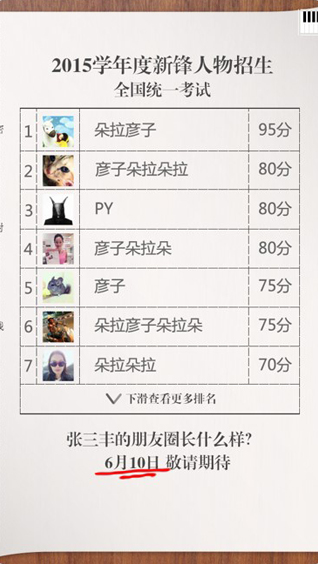 2015学年度新锋人物招生
全国统一考试
1 朵拉彦子 95分
2 彦子朵拉朵拉 80分
3 PY 80分
4 彦子朵拉朵 80分
5 彦子 75分
6 朵拉彦子朵拉朵 75分
7 朵拉朵拉 70分
下滑查看更多排名
张三丰的朋友圈长什么样?
6月10日 敬请期待